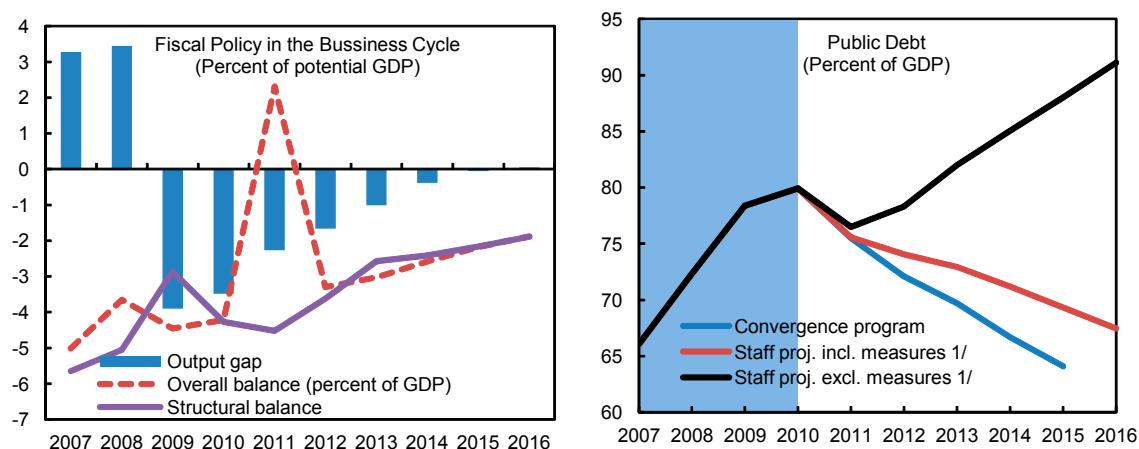 Fiscal Policy in the Bussiness Cycle
(Percent of potential GDP)
4
3
2
1
0
-1
-2
-3
-4
-5
-6
-7
Output gap
Overall balance (percent of GDP)
Structural balance
2007 2008 2009 2010 2011 2012 2013 2014 2015 2016
Public Debt
(Percent of GDP)
95
90
85
80
75
70
65
60
Convergence program
Staff proj. incl. measures 1/
Staff proj. excl. measures 1/
2007 2008 2009 2010 2011 2012 2013 2014 2015 2016